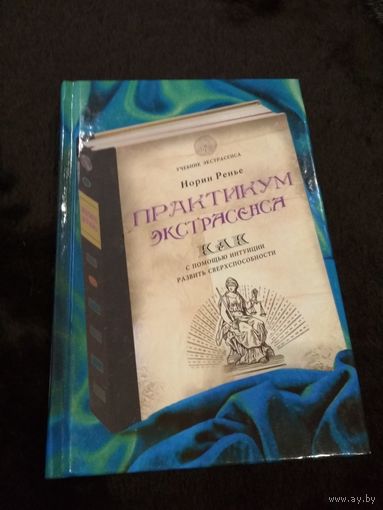 УЧЕБНИК ЭКСТРАСЕНСА
Норин Ренье
ПРАКТИКУМ
ЭКСТРАСЕНСА
КАК
С ПОМОЩЬЮ ИНТУИЦИИ
РАЗВИТЬ СВЕРХСПОСОБНОСТИ
www.ay.by